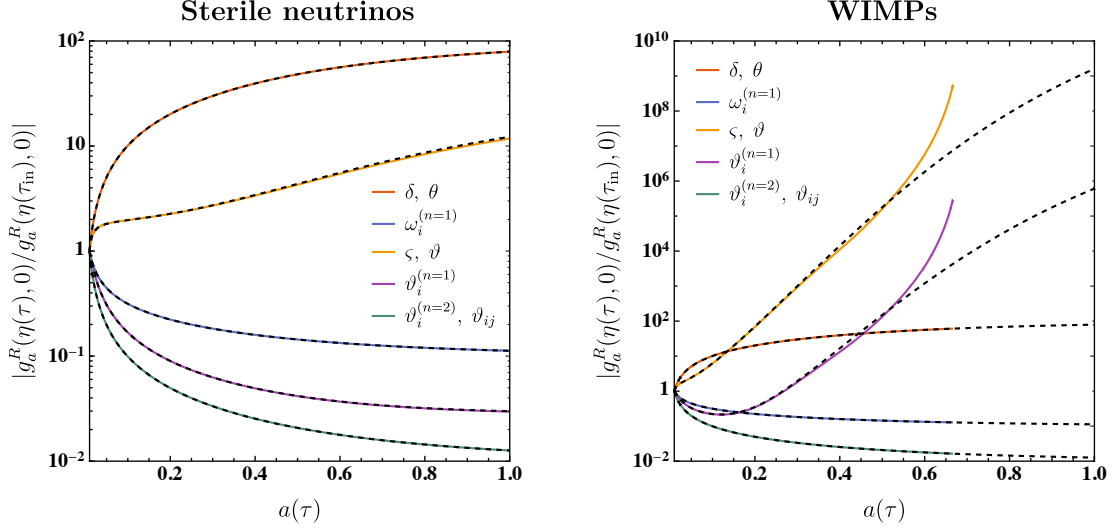 Sterile neutrinos
|g_a^R(η(τ), 0)/g_a^R(η(τ_in), 0)|
10^2
10
1
10^−1
10^−2
δ, θ
ω_i^(n=1)
ς, ϑ
ϑ_i^(n=1)
ϑ_i^(n=2), ϑ_ij
0.2 0.4 0.6 0.8 1.0
a(τ)
WIMPs
|g_a^R(η(τ), 0)/g_a^R(η(τ_in), 0)|
10^10
10^8
10^6
10^4
10^2
1
10^−2
δ, θ
ω_i^(n=1)
ς, ϑ
ϑ_i^(n=1)
ϑ_i^(n=2), ϑ_ij
0.2 0.4 0.6 0.8 1.0
a(τ)